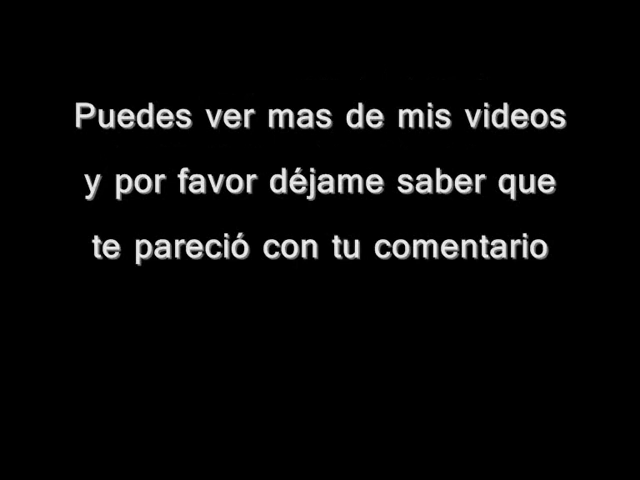 Puedes ver mas de mis videos
y por favor déjame saber que
te pareció con tu comentario